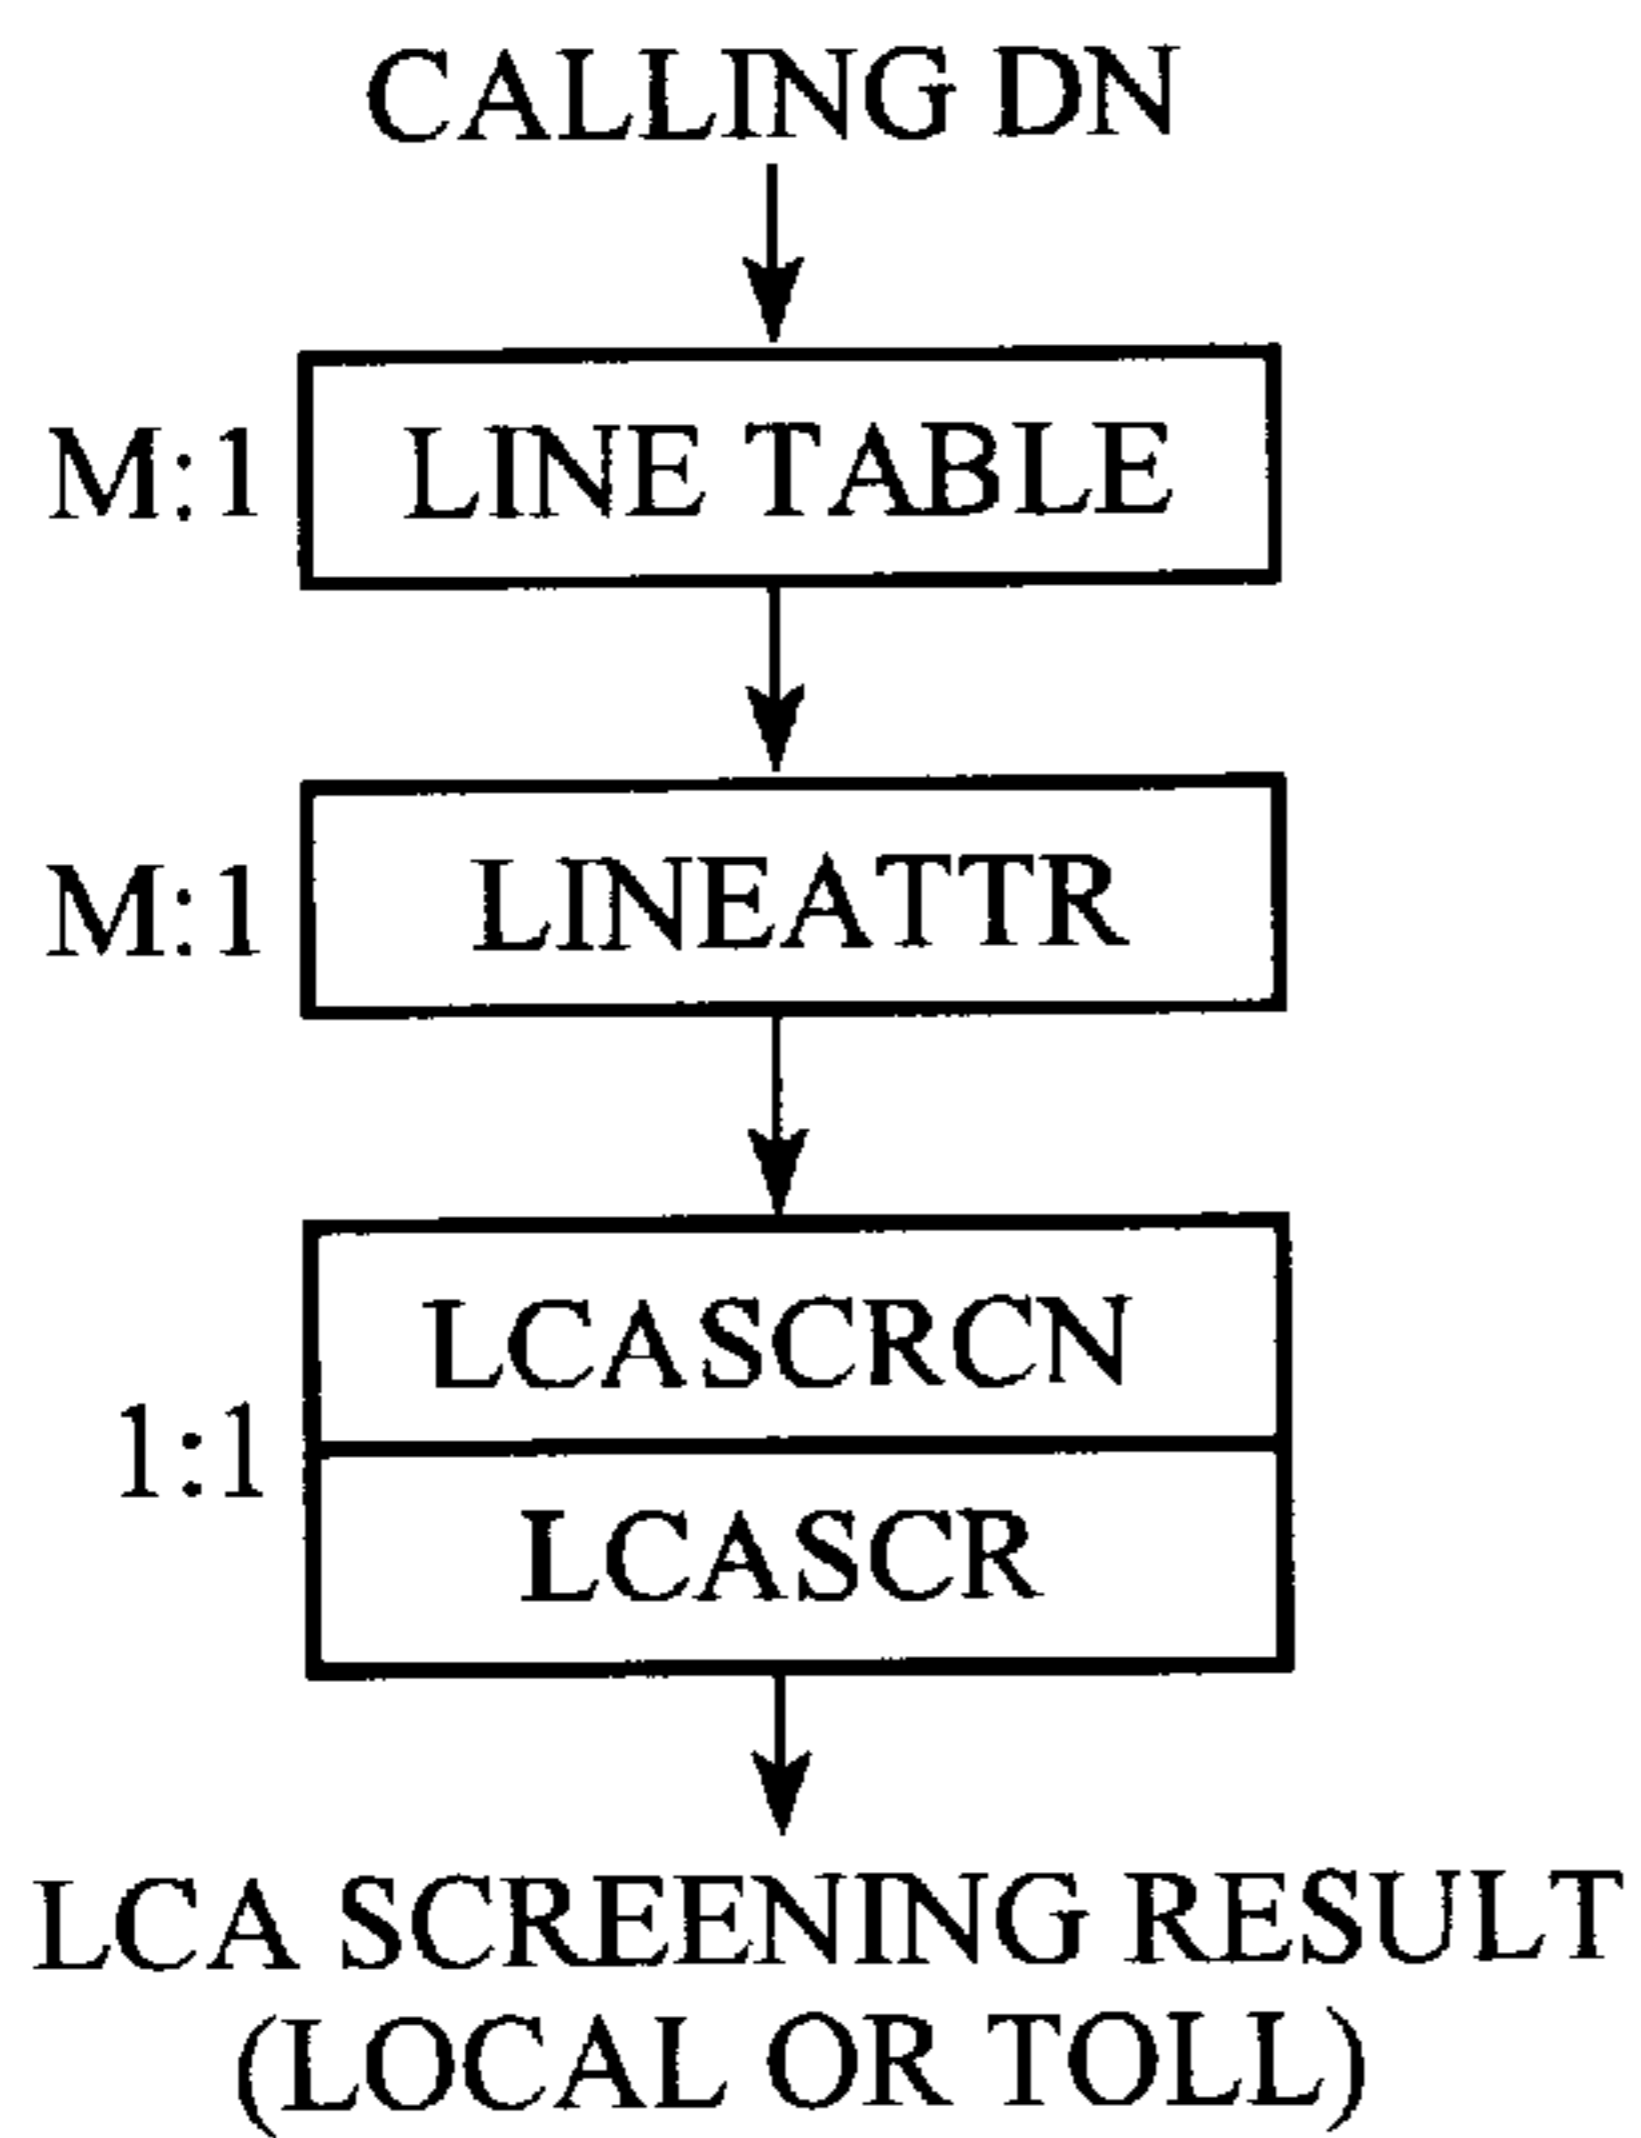 CALLING DN
M:1 LINE TABLE
M:1 LINEATTR
LCASCRCN
1:1
LCASCR
LCA SCREENING RESULT
(LOCAL OR TOLL)